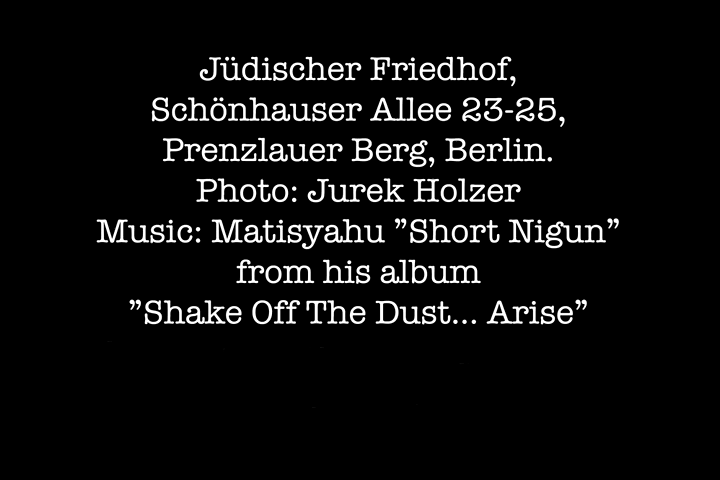 Jüdischer Friedhof,
Schönhauser Allee 23-25,
Prenzlauer Berg, Berlin.
Photo: Jurek Holzer
Music: Matisyahu ”Short Nigun”
from his album
”Shake Off The Dust... Arise”